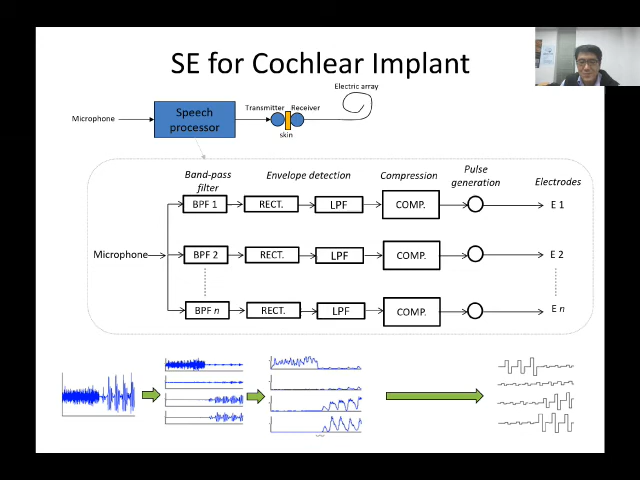 SE for Cochlear Implant
Electric array
Microphone
Speech
processor
Transmitter
Receiver
skin
Band-pass
filter
Envelope detection
Compression
Pulse
generation
Electrodes
BPF 1
RECT.
LPF
COMP.
E 1
Microphone
BPF 2
RECT.
LPF
COMP.
E 2
BPF n
RECT.
LPF
COMP.
E n